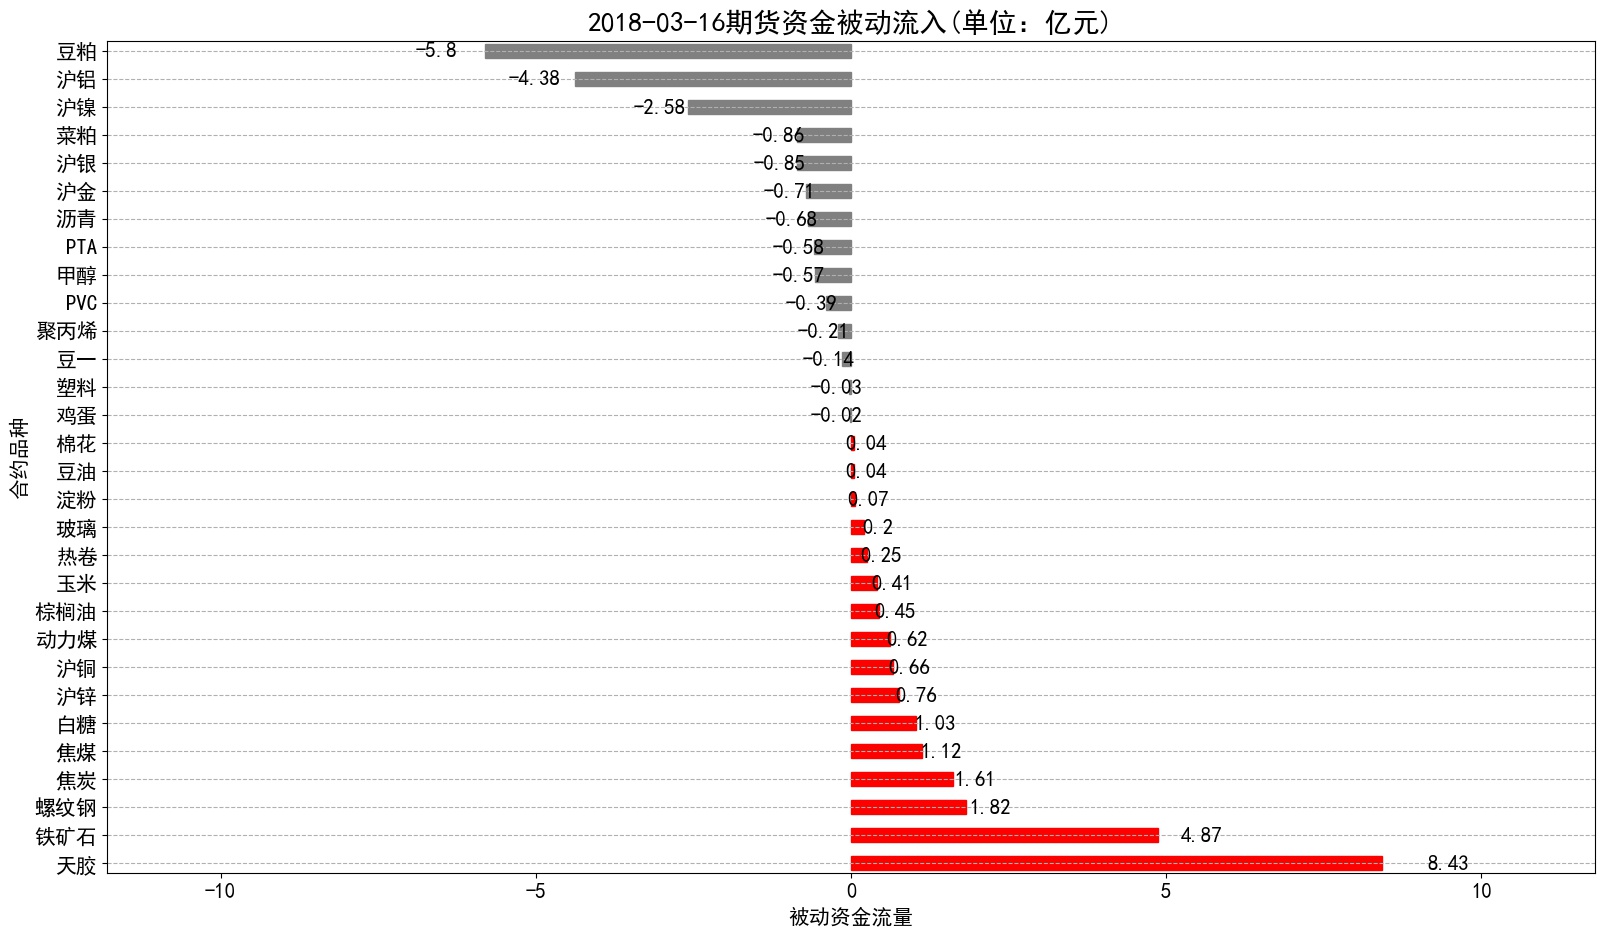 2018-03-16期货资金被动流入(单位：亿元)
合约品种
豆粕 -5.8
沪铝 -4.38
沪镍 -2.58
菜粕 -0.86
沪银 -0.85
沪金 -0.71
沥青 -0.68
PTA -0.58
甲醇 -0.57
PVC -0.39
聚丙烯 -0.21
豆一 -0.14
塑料 -0.03
鸡蛋 -0.02
棉花 0.04
豆油 0.04
淀粉 0.07
玻璃 0.2
热卷 0.25
玉米 0.41
棕榈油 0.45
动力煤 0.62
沪铜 0.66
沪锌 0.76
白糖 1.03
焦煤 1.12
焦炭 1.61
螺纹钢 1.82
铁矿石 4.87
天胶 8.43
-10 -5 0 5 10
被动资金流量